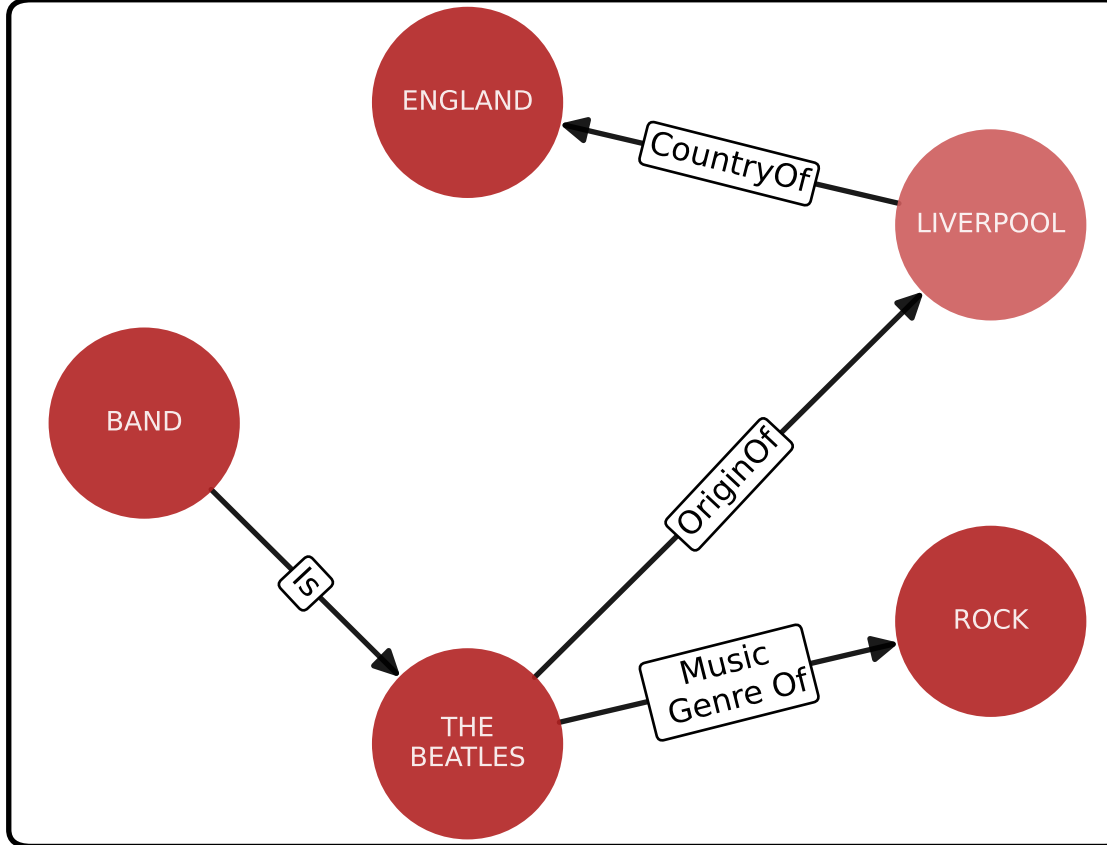 ENGLAND
CountryOf
LIVERPOOL
BAND
OriginOf
Is
ROCK
Music
Genre Of
THE
BEATLES